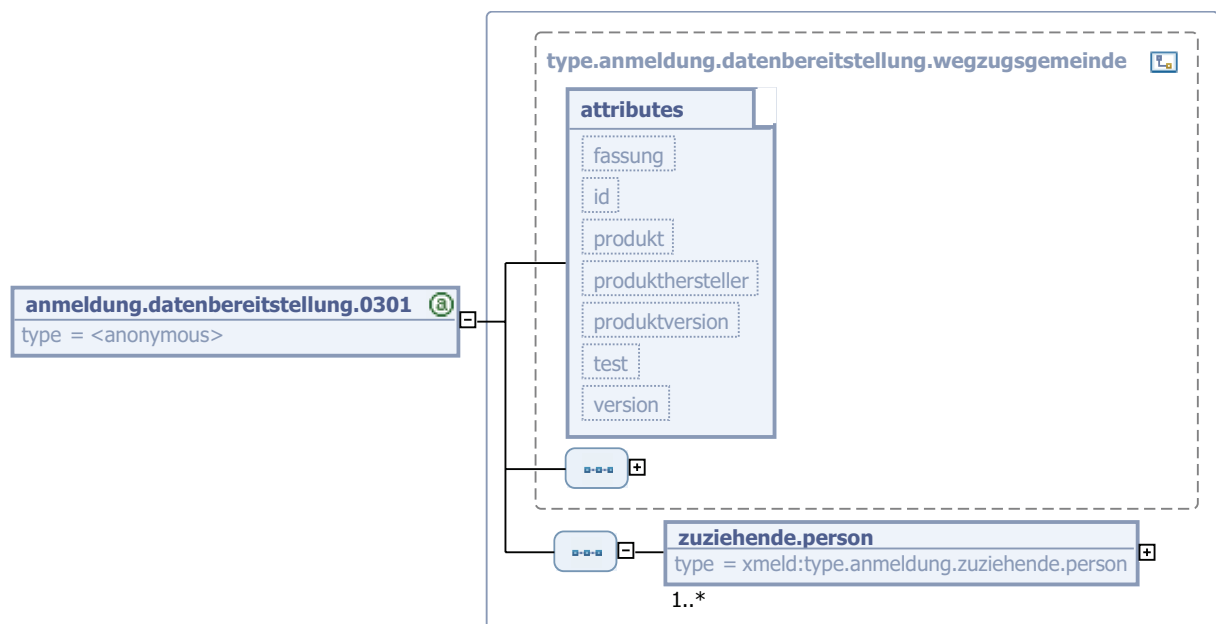 type.anmeldung.datenbereitstellung.wegzugsgemeinde
attributes
fassung
id
produkt
produkthersteller
produktversion
test
version
anmeldung.datenbereitstellung.0301 @
type = <anonymous>
zuziehende.person
type = xmeld:type.anmeldung.zuziehende.person
1..*